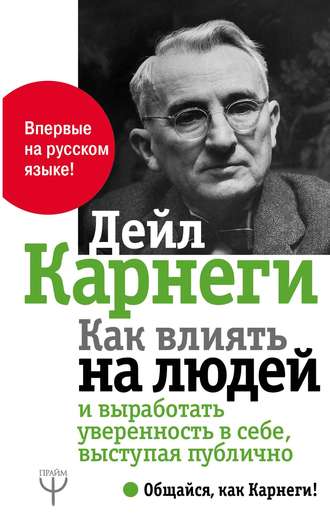 Впервые
на русском
языке!
Дейл
Карнеги
Как влиять
на людей
и выработать
уверенность в себе,
выступая публично
ПРАЙМ
Общайся, как Карнеги!